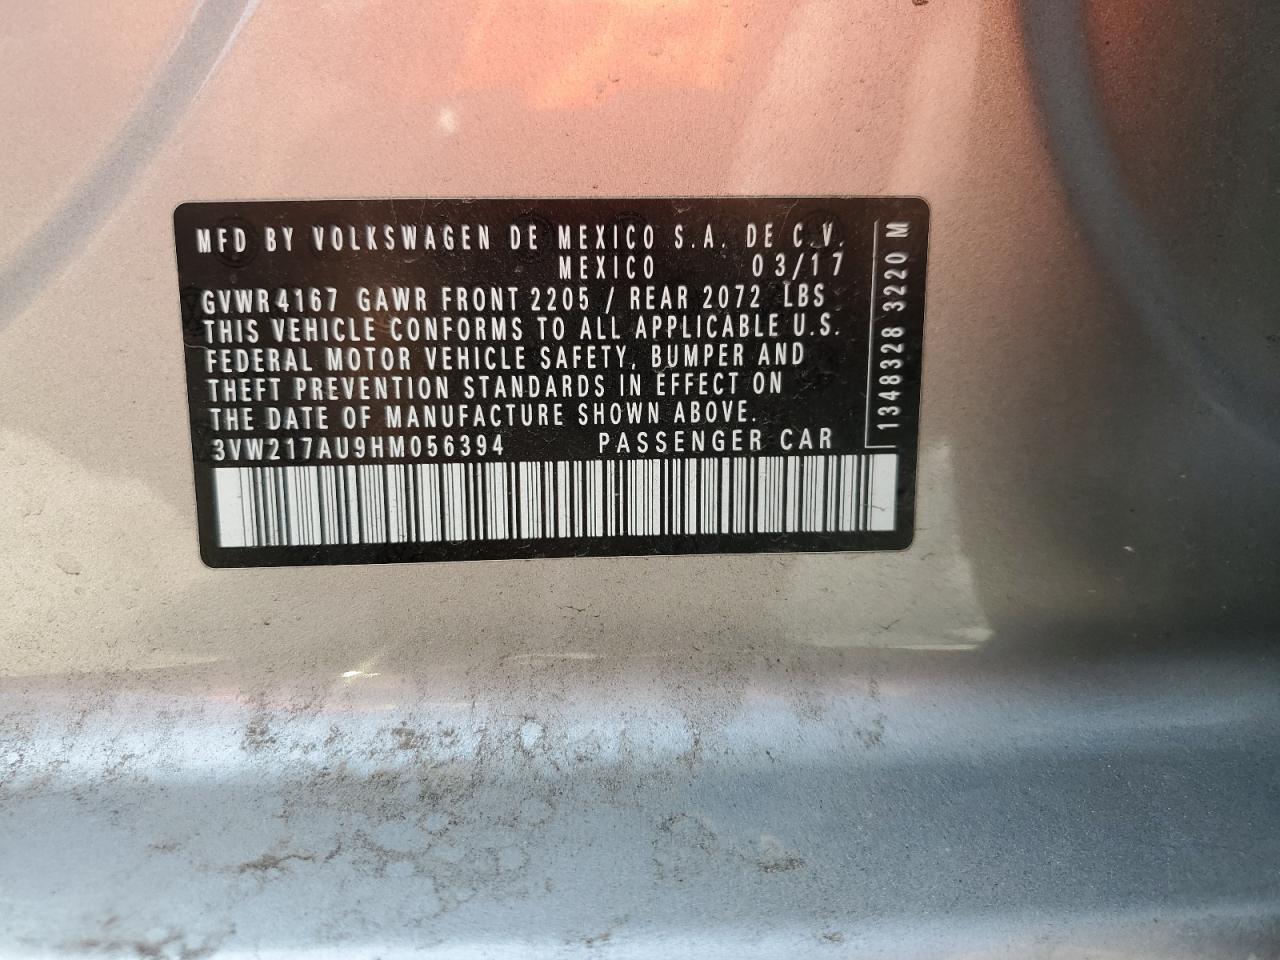 MFD BY VOLKSWAGEN DE MEXICO S.A. DE C.V.
MEXICO 03/17
GVWR 4167 GAWR FRONT 2205 / REAR 2072 LBS
THIS VEHICLE CONFORMS TO ALL APPLICABLE U.S.
FEDERAL MOTOR VEHICLE SAFETY, BUMPER AND
THEFT PREVENTION STANDARDS IN EFFECT ON
THE DATE OF MANUFACTURE SHOWN ABOVE.
3VW217AU9HM056394 PASSENGER CAR
1348328 3220 M